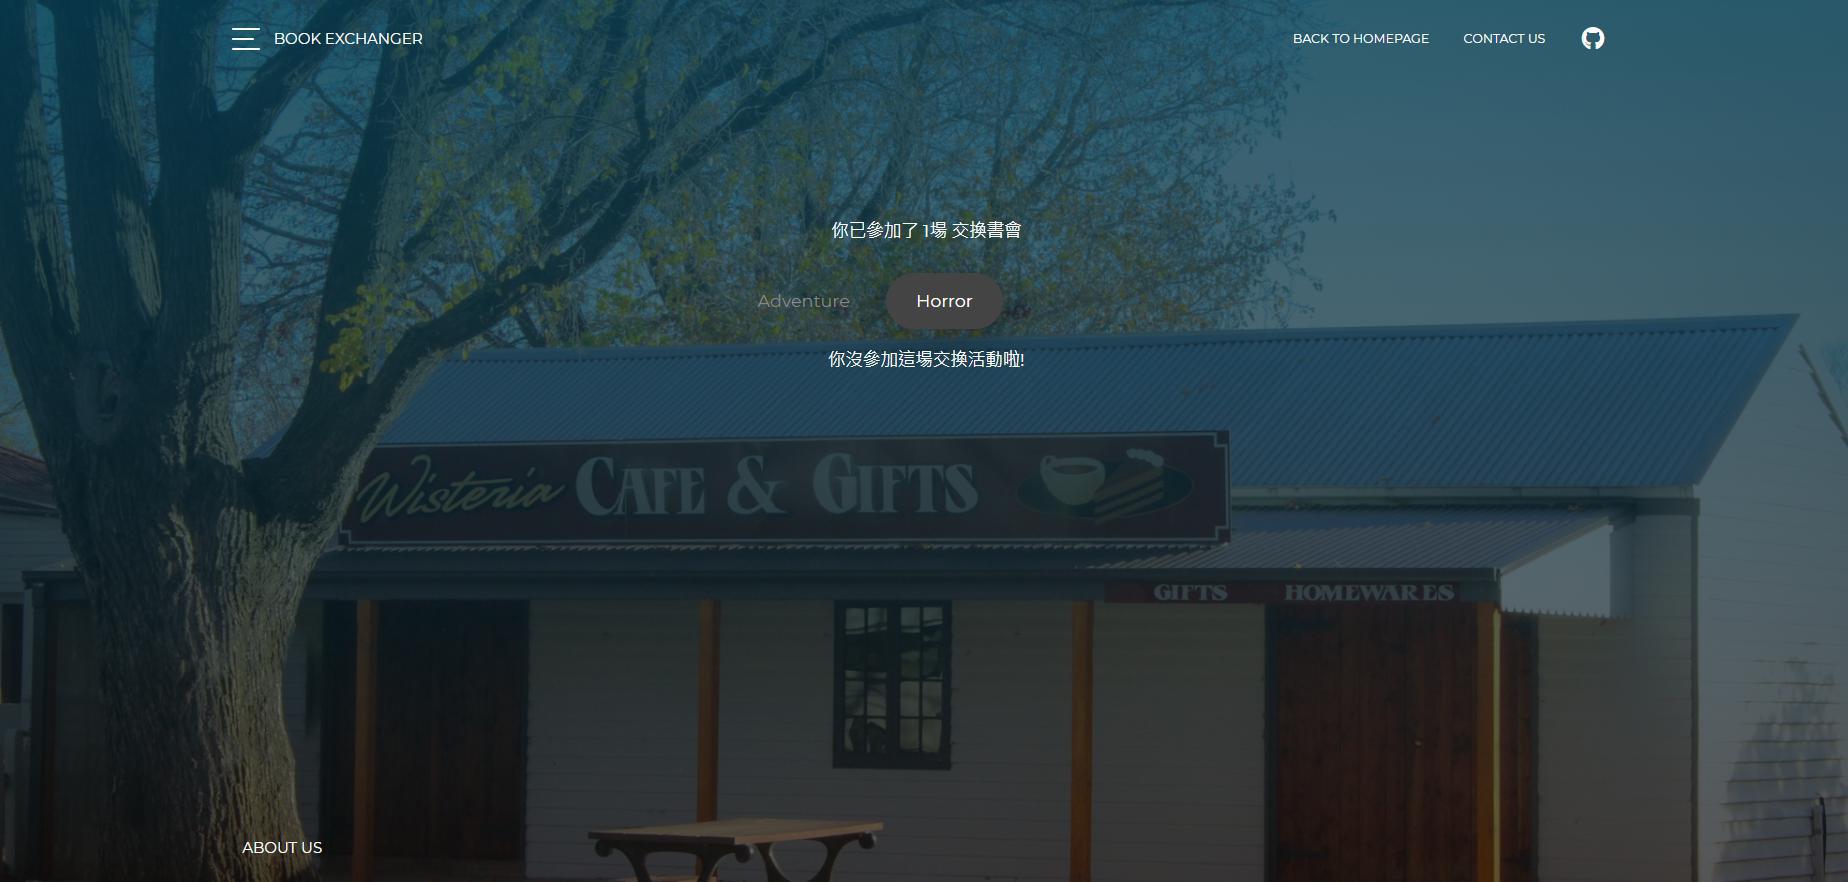 BOOK EXCHANGER
BACK TO HOMEPAGE
CONTACT US
你已參加了 1場 交換書會
Adventure
Horror
你沒參加這場交換活動啦!
Wisteria CAFE & GIFTS
GIFTS HOMEWARES
ABOUT US